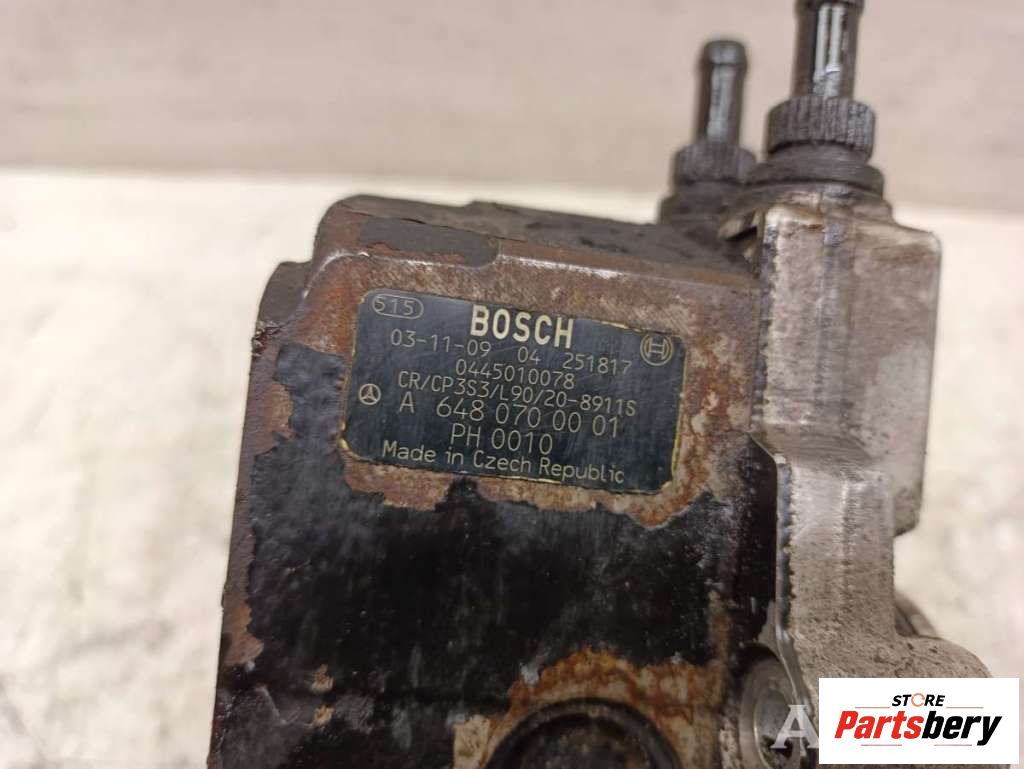 515
BOSCH
03-11-09 04 251817
0445010078
CR/CP3S3/L90/20-8911S
A 648 070 00 01
PH 0010
Made in Czech Republic
STORE
Partsbery